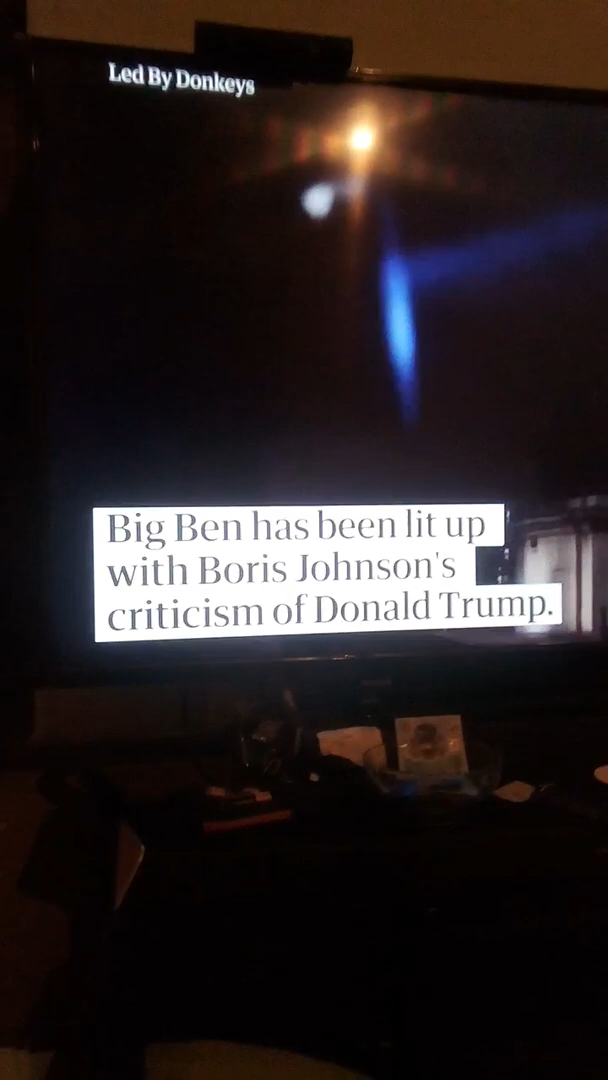 Led By Donkeys
Big Ben has been lit up
with Boris Johnson's
criticism of Donald Trump.